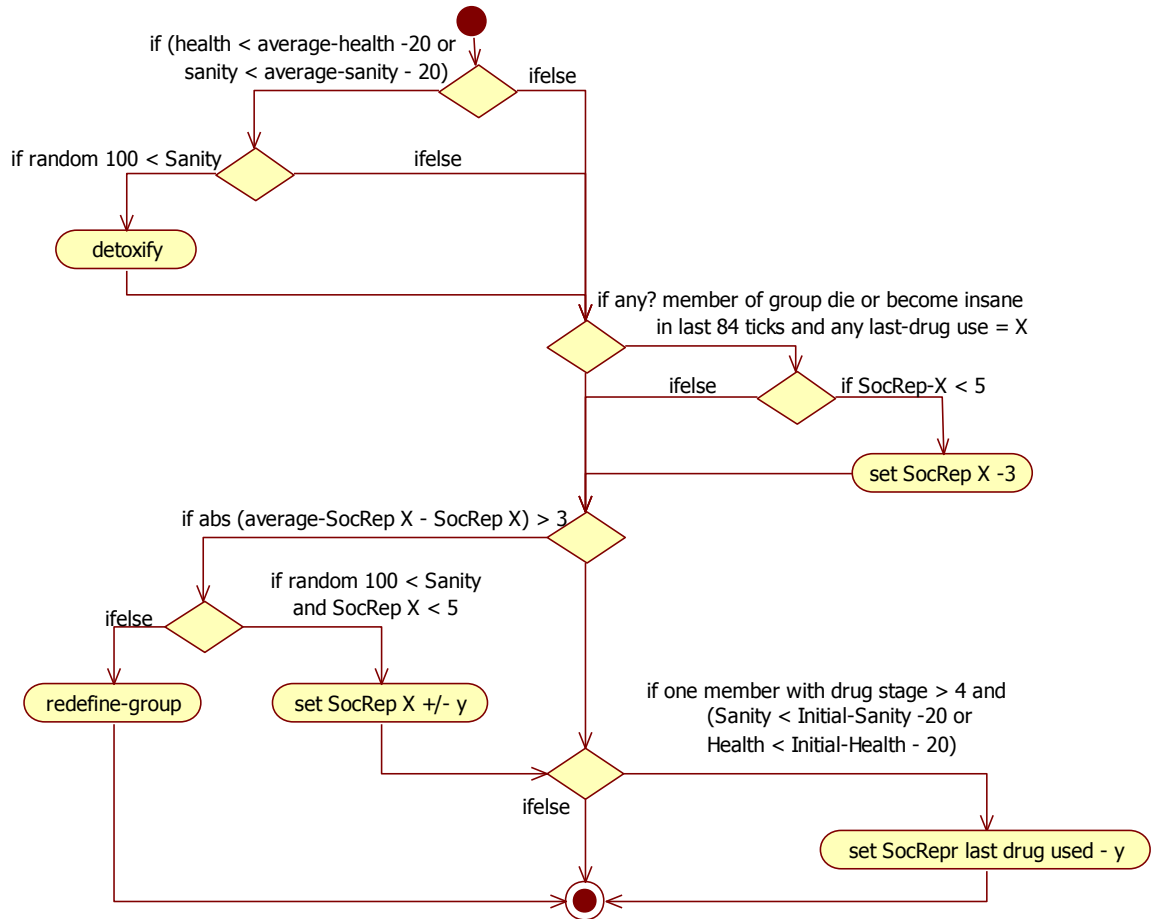 if (health < average-health -20 or
sanity < average-sanity - 20)
ifelse
if random 100 < Sanity
ifelse
detoxify
if any? member of group die or become insane
in last 84 ticks and any last-drug use = X
ifelse
if SocRep-X < 5
set SocRep X -3
if abs (average-SocRep X - SocRep X) > 3
if random 100 < Sanity
and SocRep X < 5
ifelse
redefine-group
set SocRep X +/- y
if one member with drug stage > 4 and
(Sanity < Initial-Sanity -20 or
Health < Initial-Health - 20)
ifelse
set SocRepr last drug used - y